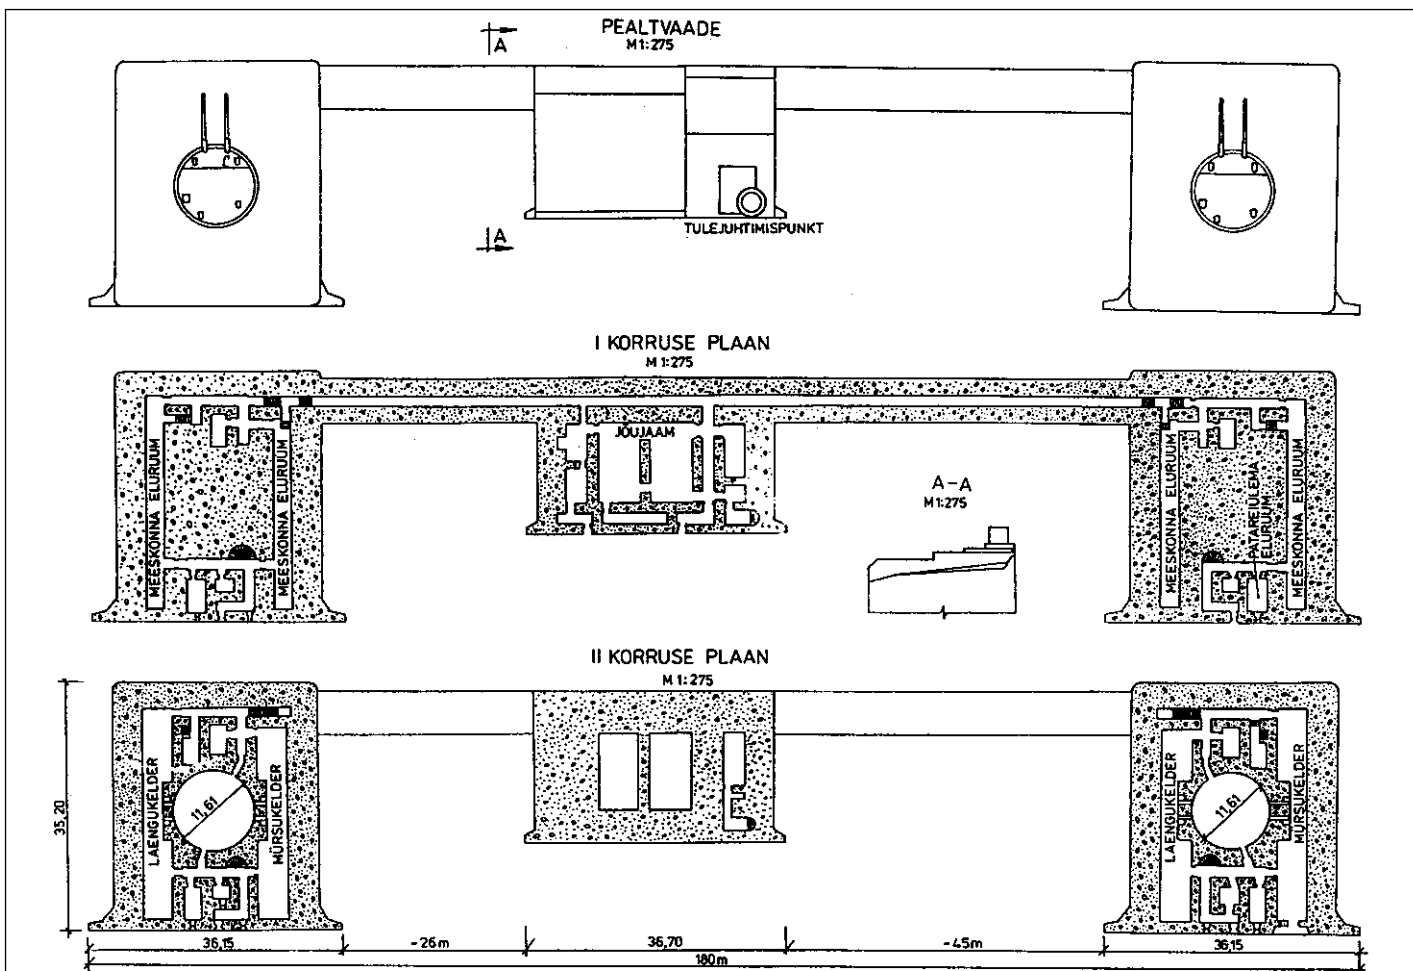 PEALTVAADE
M1:275
A
A
TULEJUHTIMISPUNKT
I KORRUSE PLAAN
M 1:275
MEESKONNA ELURUUM
MEESKONNA ELURUUM
JÕUJAAM
A-A
M1:275
MEESKONNA ELURUUM
PATAREIÜLEMA
ELURUUM
MEESKONNA ELURUUM
II KORRUSE PLAAN
M 1:275
35,20
LAENGUKELDER
11,61
MÜRSUKELDER
LAENGUKELDER
11,61
MÜRSUKELDER
36,15
-26m
36,70
-45m
36,15
180m